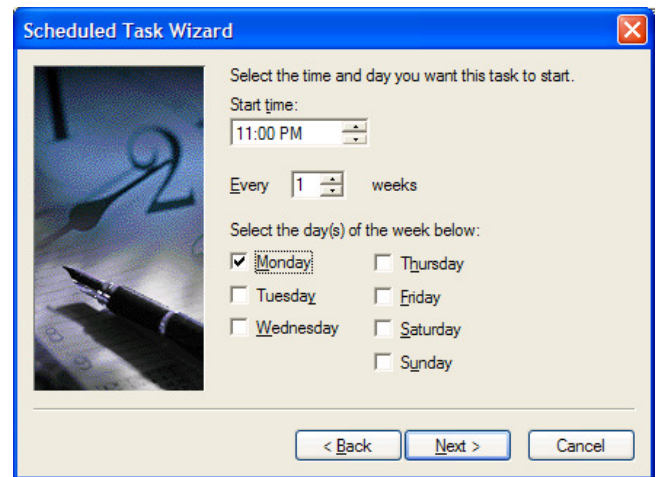 Scheduled Task Wizard
Select the time and day you want this task to start.
Start time:
11:00 PM
Every 1 weeks
Select the day(s) of the week below:
Monday Thursday
Tuesday Friday
Wednesday Saturday
Sunday
< Back Next > Cancel